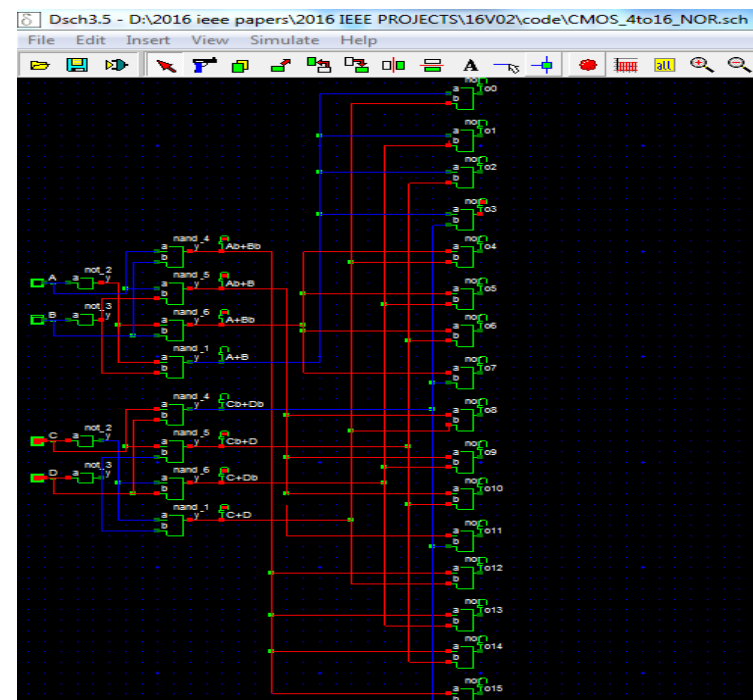 Dsch3.5 - D:\2016 ieee papers\2016 IEEE PROJECTS\16V02\code\CMOS_4to16_NOR.sch
File Edit Insert View Simulate Help
A all
a nor o0
b
a nor o1
b
a nor o2
b
a nor o3
b
nand_4
a y Ab+Bb
b
a nor o4
b
A a not_2 y
nand_5
a y Ab+B
b
a nor o5
b
B a not_3 y
nand_6
a y A+Bb
b
a nor o6
b
nand_1
a y A+B
b
a nor o7
b
nand_4
a y Cb+Db
b
a nor o8
b
C a not_2 y
nand_5
a y Cb+D
b
a nor o9
b
D a not_3 y
nand_6
a y C+Db
b
a nor o10
b
nand_1
a y C+D
b
a nor o11
b
a nor o12
b
a nor o13
b
a nor o14
b
a nor o15
b